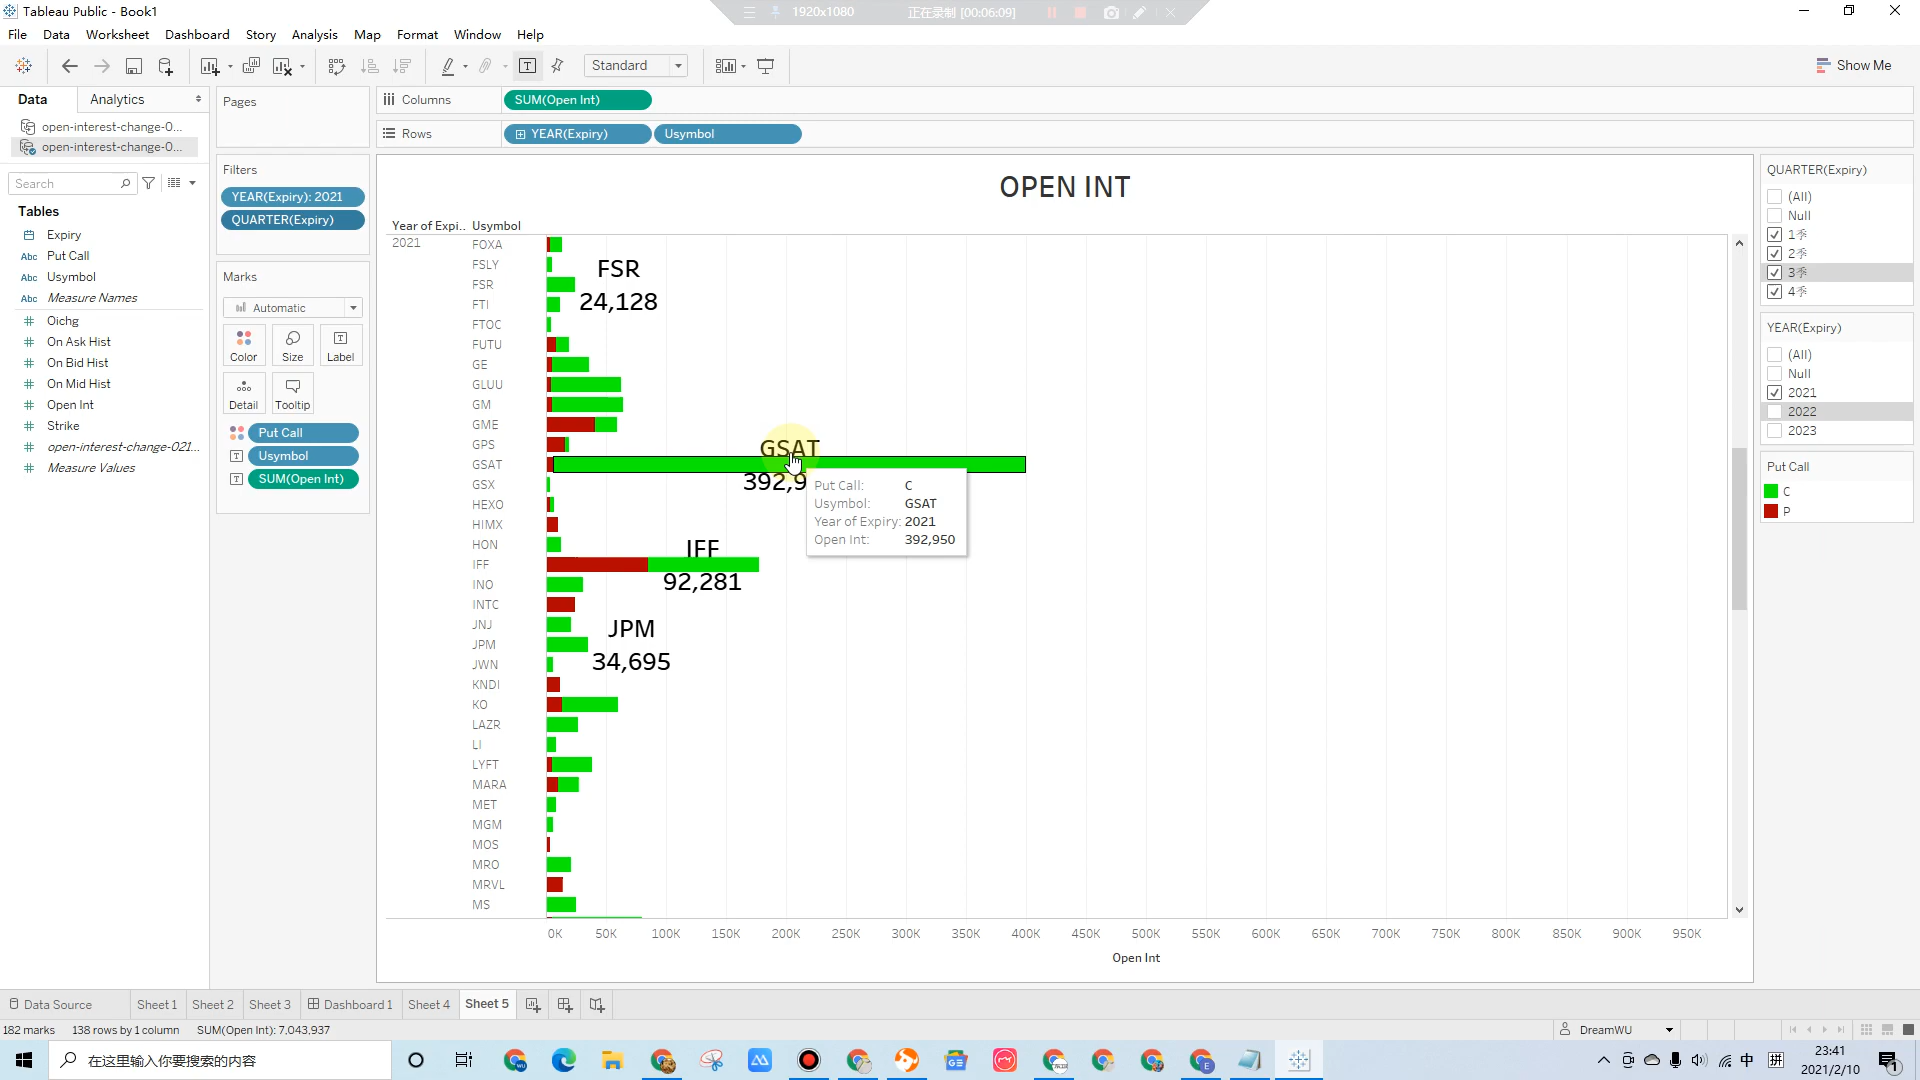 Tableau Public - Book1
1920x1080
正在录制 [00:06:09]
File Data Worksheet Dashboard Story Analysis Map Format Window Help
Standard
Show Me
Data
Analytics
open-interest-change-0...
open-interest-change-0...
Search
Tables
Expiry
Abc Put Call
Abc Usymbol
Abc Measure Names
Oichg
On Ask Hist
On Bid Hist
On Mid Hist
Open Int
Strike
open-interest-change-021...
Measure Values
Pages
Filters
YEAR(Expiry): 2021
QUARTER(Expiry)
Marks
Automatic
Color
Size
Label
Detail
Tooltip
Put Call
Usymbol
SUM(Open Int)
Columns
SUM(Open Int)
Rows
YEAR(Expiry)
Usymbol
OPEN INT
Year of Expi.. Usymbol
2021
FOXA
FSLY
FSR
FTI
FTOC
FUTU
GE
GLUU
GM
GME
GPS
GSAT
GSX
HEXO
HIMX
HON
IFF
INO
INTC
JNJ
JPM
JWN
KNDI
KO
LAZR
LI
LYFT
MARA
MET
MGM
MOS
MRO
MRVL
MS
FSR
24,128
GSAT
392,9
IFF
92,281
JPM
34,695
Put Call: C
Usymbol: GSAT
Year of Expiry: 2021
Open Int: 392,950
0K 50K 100K 150K 200K 250K 300K 350K 400K 450K 500K 550K 600K 650K 700K 750K 800K 850K 900K 950K
Open Int
QUARTER(Expiry)
(All)
Null
1季
2季
3季
4季
YEAR(Expiry)
(All)
Null
2021
2022
2023
Put Call
C
P
Data Source
Sheet 1
Sheet 2
Sheet 3
Dashboard 1
Sheet 4
Sheet 5
182 marks 138 rows by 1 column SUM(Open Int): 7,043,937
DreamWU
在这里输入你要搜索的内容
中
拼
23:41
2021/2/10
1